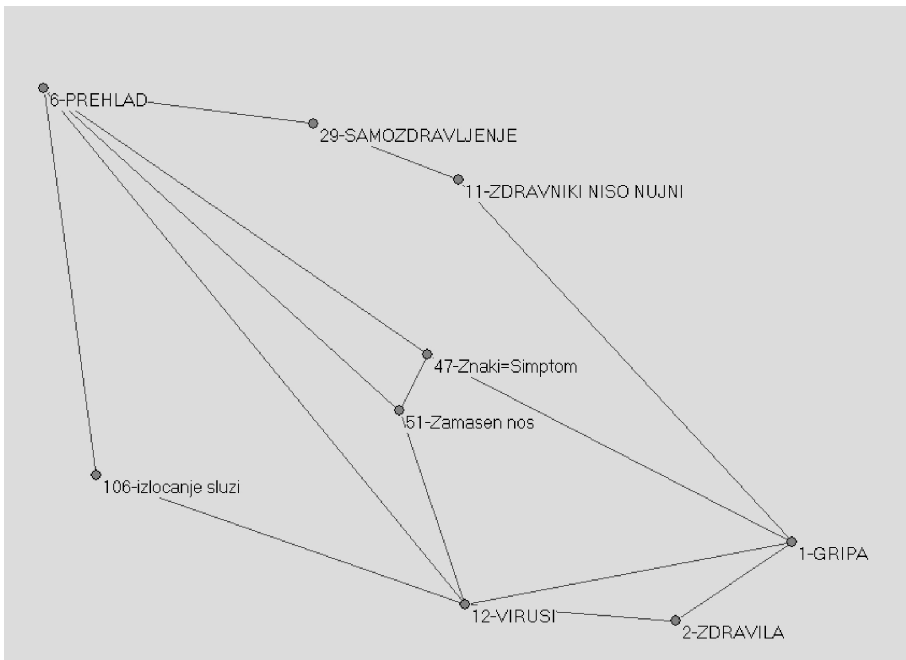 6-PREHLAD
29-SAMOZDRAVLJENJE
11-ZDRAVNIKI NISO NUJNI
47-Znaki=Simptom
51-Zamasen nos
106-izlocanje sluzi
1-GRIPA
12-VIRUSI
2-ZDRAVILA